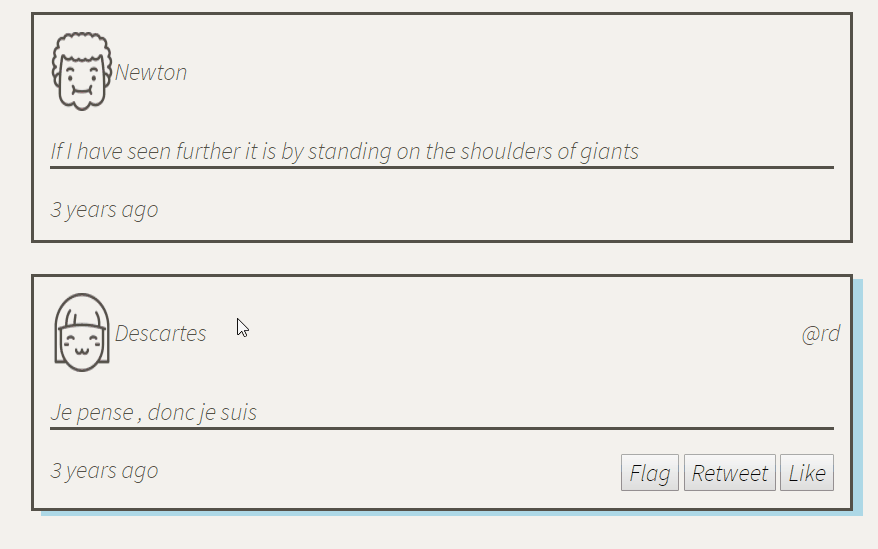 Newton
If I have seen further it is by standing on the shoulders of giants
3 years ago
Descartes @rd
Je pense , donc je suis
3 years ago Flag Retweet Like